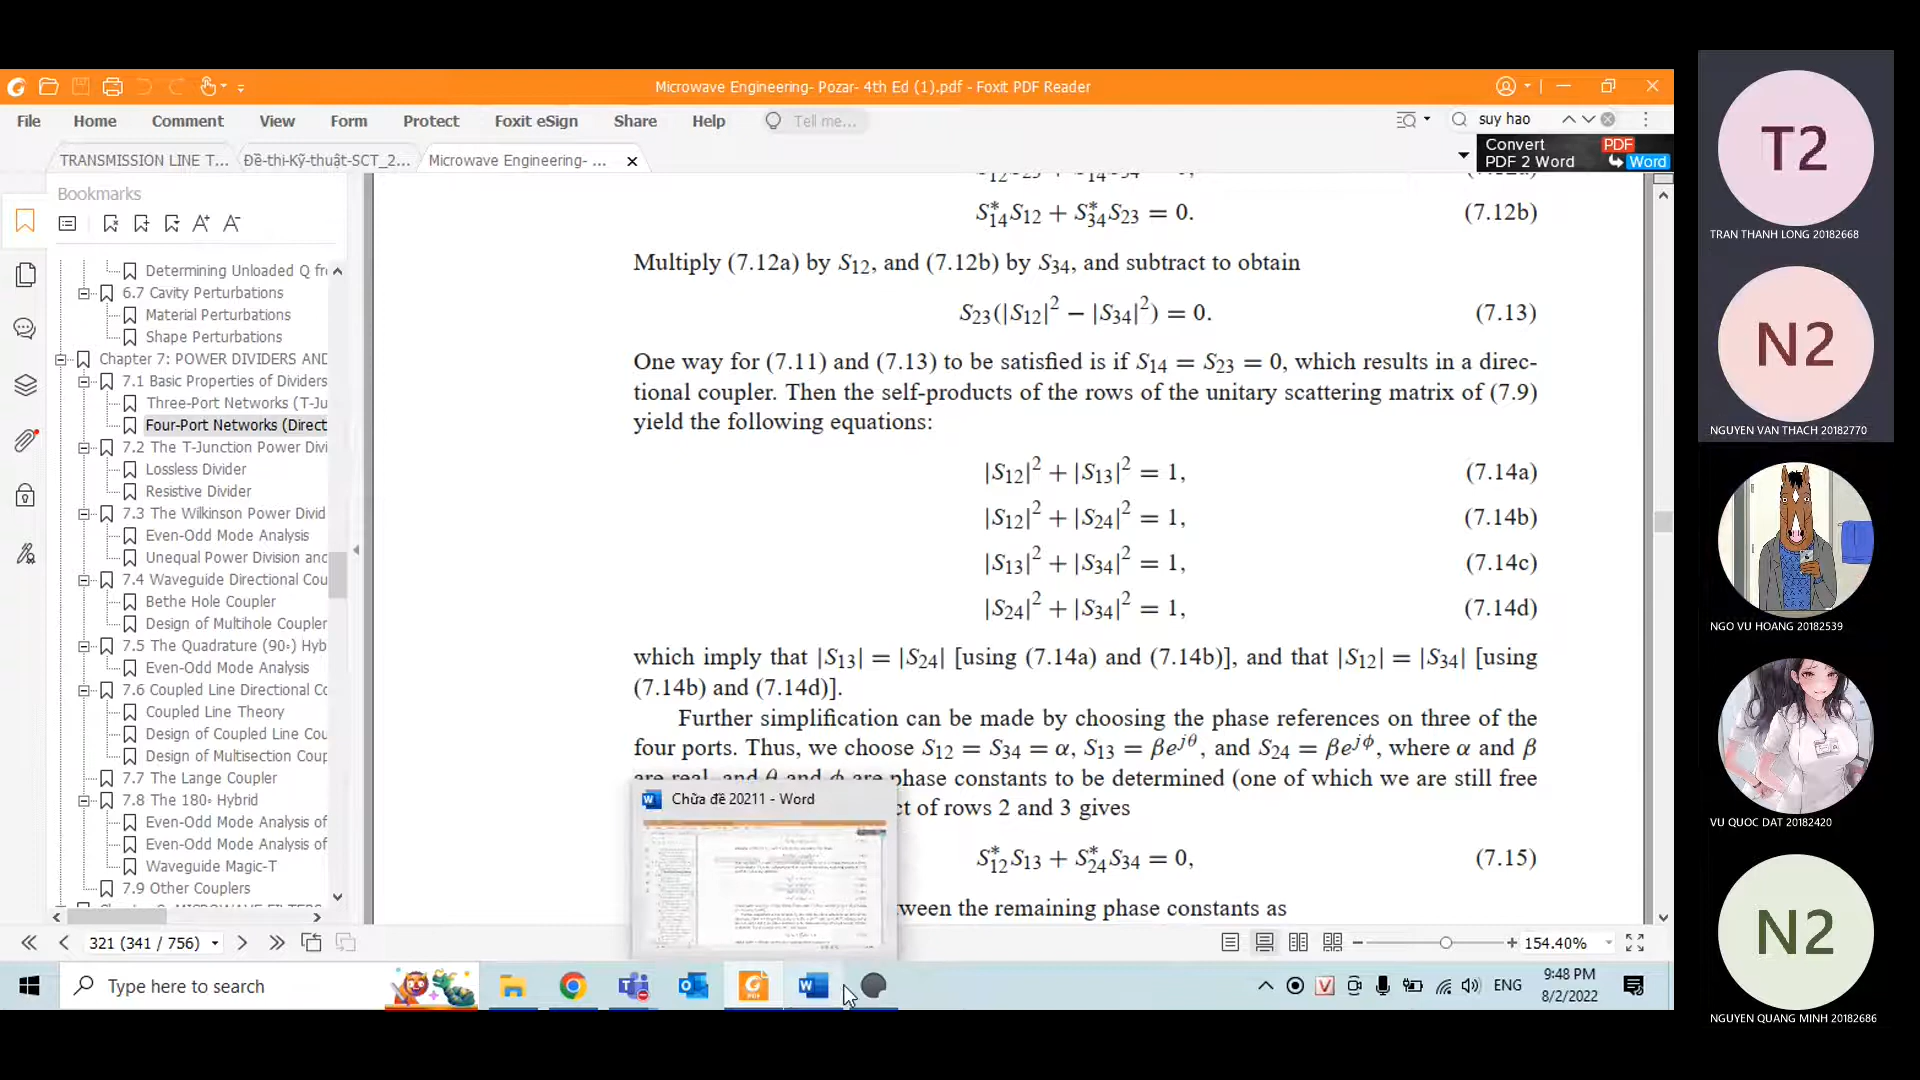 Microwave Engineering- Pozar- 4th Ed (1).pdf - Foxit PDF Reader
File Home Comment View Form Protect Foxit eSign Share Help Tell me...
suy hao
Convert PDF
PDF 2 Word Word
TRANSMISSION LINE T... Đề-thi-Kỹ-thuật-SCT_2... Microwave Engineering- ...
Bookmarks
Determining Unloaded Q fr
6.7 Cavity Perturbations
Material Perturbations
Shape Perturbations
Chapter 7: POWER DIVIDERS AND
7.1 Basic Properties of Dividers
Three-Port Networks (T-Ju
Four-Port Networks (Direct
7.2 The T-Junction Power Divi
Lossless Divider
Resistive Divider
7.3 The Wilkinson Power Divid
Even-Odd Mode Analysis
Unequal Power Division and
7.4 Waveguide Directional Cou
Bethe Hole Coupler
Design of Multihole Coupler
7.5 The Quadrature (90◦) Hyb
Even-Odd Mode Analysis
7.6 Coupled Line Directional Co
Coupled Line Theory
Design of Coupled Line Cou
Design of Multisection Coup
7.7 The Lange Coupler
7.8 The 180◦ Hybrid
Even-Odd Mode Analysis of
Even-Odd Mode Analysis of
Waveguide Magic-T
7.9 Other Couplers
S*14S12 + S*34S23 = 0. (7.12b)
Multiply (7.12a) by S12, and (7.12b) by S34, and subtract to obtain
S23(|S12|² − |S34|²) = 0. (7.13)
One way for (7.11) and (7.13) to be satisfied is if S14 = S23 = 0, which results in a direc-
tional coupler. Then the self-products of the rows of the unitary scattering matrix of (7.9)
yield the following equations:
|S12|² + |S13|² = 1, (7.14a)
|S12|² + |S24|² = 1, (7.14b)
|S13|² + |S34|² = 1, (7.14c)
|S24|² + |S34|² = 1, (7.14d)
which imply that |S13| = |S24| [using (7.14a) and (7.14b)], and that |S12| = |S34| [using
(7.14b) and (7.14d)].
Further simplification can be made by choosing the phase references on three of the
four ports. Thus, we choose S12 = S34 = α, S13 = βe^jθ, and S24 = βe^jϕ, where α and β
are real, and θ and ϕ are phase constants to be determined (one of which we are still free
ct of rows 2 and 3 gives
S*12S13 + S*24S34 = 0, (7.15)
ween the remaining phase constants as
Chữa đề 20211 - Word
321 (341 / 756)
154.40%
Type here to search
ENG
9:48 PM
8/2/2022
T2
TRAN THANH LONG 20182668
N2
NGUYEN VAN THACH 20182770
NGO VU HOANG 20182539
VU QUOC DAT 20182420
N2
NGUYEN QUANG MINH 20182686